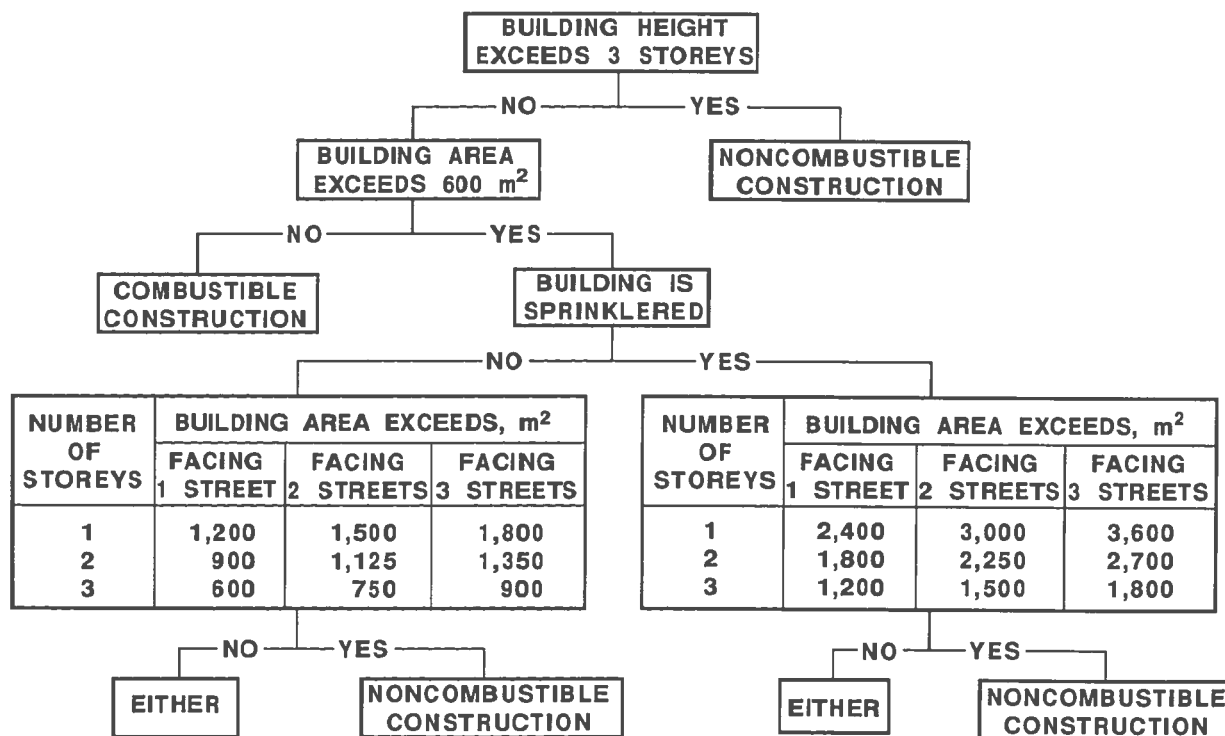 BUILDING HEIGHT
EXCEEDS 3 STOREYS
NO YES
BUILDING AREA
EXCEEDS 600 m²
NONCOMBUSTIBLE
CONSTRUCTION
NO YES
COMBUSTIBLE
CONSTRUCTION
BUILDING IS
SPRINKLERED
NO YES
NUMBER
OF
STOREYS
BUILDING AREA EXCEEDS, m²
FACING
1 STREET
FACING
2 STREETS
FACING
3 STREETS
1 1,200 1,500 1,800
2 900 1,125 1,350
3 600 750 900
NO YES
EITHER
NONCOMBUSTIBLE
CONSTRUCTION
NUMBER
OF
STOREYS
BUILDING AREA EXCEEDS, m²
FACING
1 STREET
FACING
2 STREETS
FACING
3 STREETS
1 2,400 3,000 3,600
2 1,800 2,250 2,700
3 1,200 1,500 1,800
NO YES
EITHER
NONCOMBUSTIBLE
CONSTRUCTION